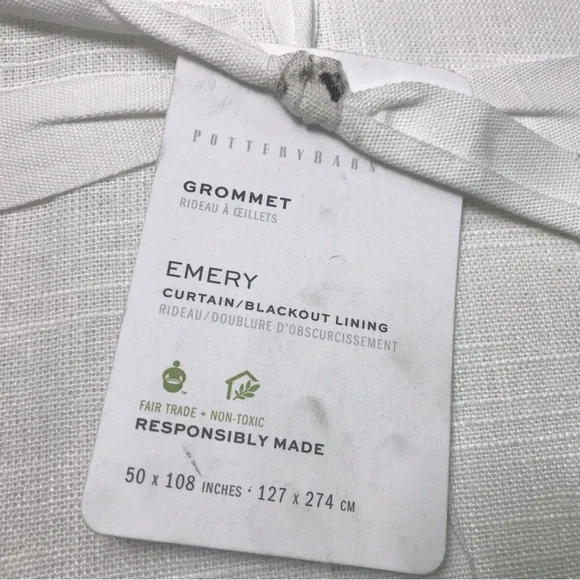 POTTERYBARN
GROMMET
RIDEAU À ŒILLETS
EMERY
CURTAIN/BLACKOUT LINING
RIDEAU/DOUBLURE D'OBSCURCISSEMENT
FAIR TRADE + NON-TOXIC
RESPONSIBLY MADE
50 x 108 INCHES · 127 x 274 CM